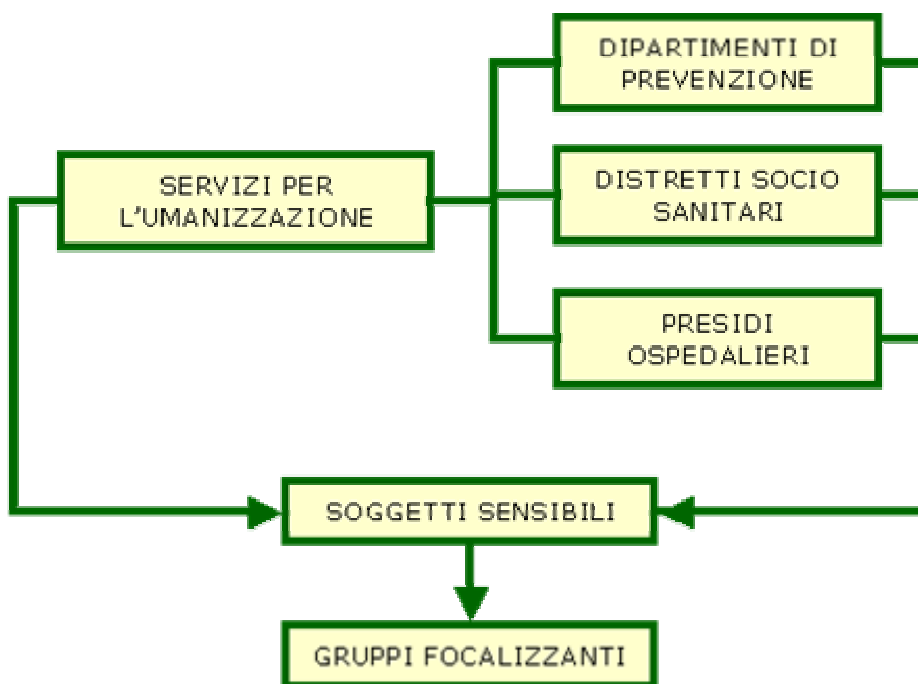 DIPARTIMENTI DI
PREVENZIONE
SERVIZI PER
L'UMANIZZAZIONE
DISTRETTI SOCIO
SANITARI
PRESIDI
OSPEDALIERI
SOGGETTI SENSIBILI
GRUPPI FOCALIZZANTI